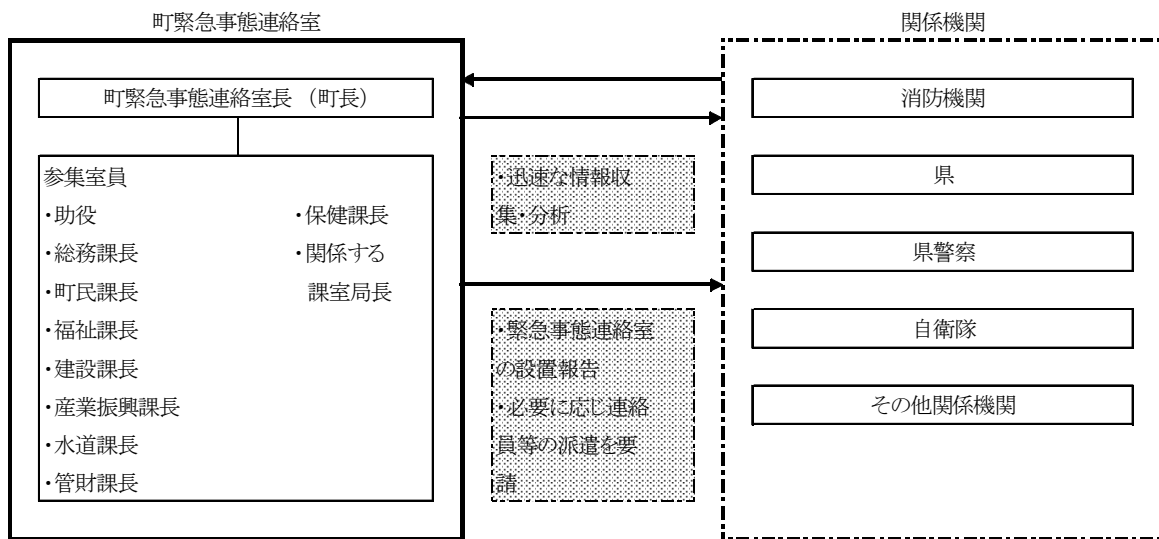 町緊急事態連絡室
町緊急事態連絡室長 (町長)
参集室員
・助役
・総務課長
・町民課長
・福祉課長
・建設課長
・産業振興課長
・水道課長
・管財課長
・保健課長
・関係する
課室局長
・迅速な情報収
集・分析
・緊急事態連絡室
の設置報告
・必要に応じ連絡
員等の派遣を要
請
関係機関
消防機関
県
県警察
自衛隊
その他関係機関